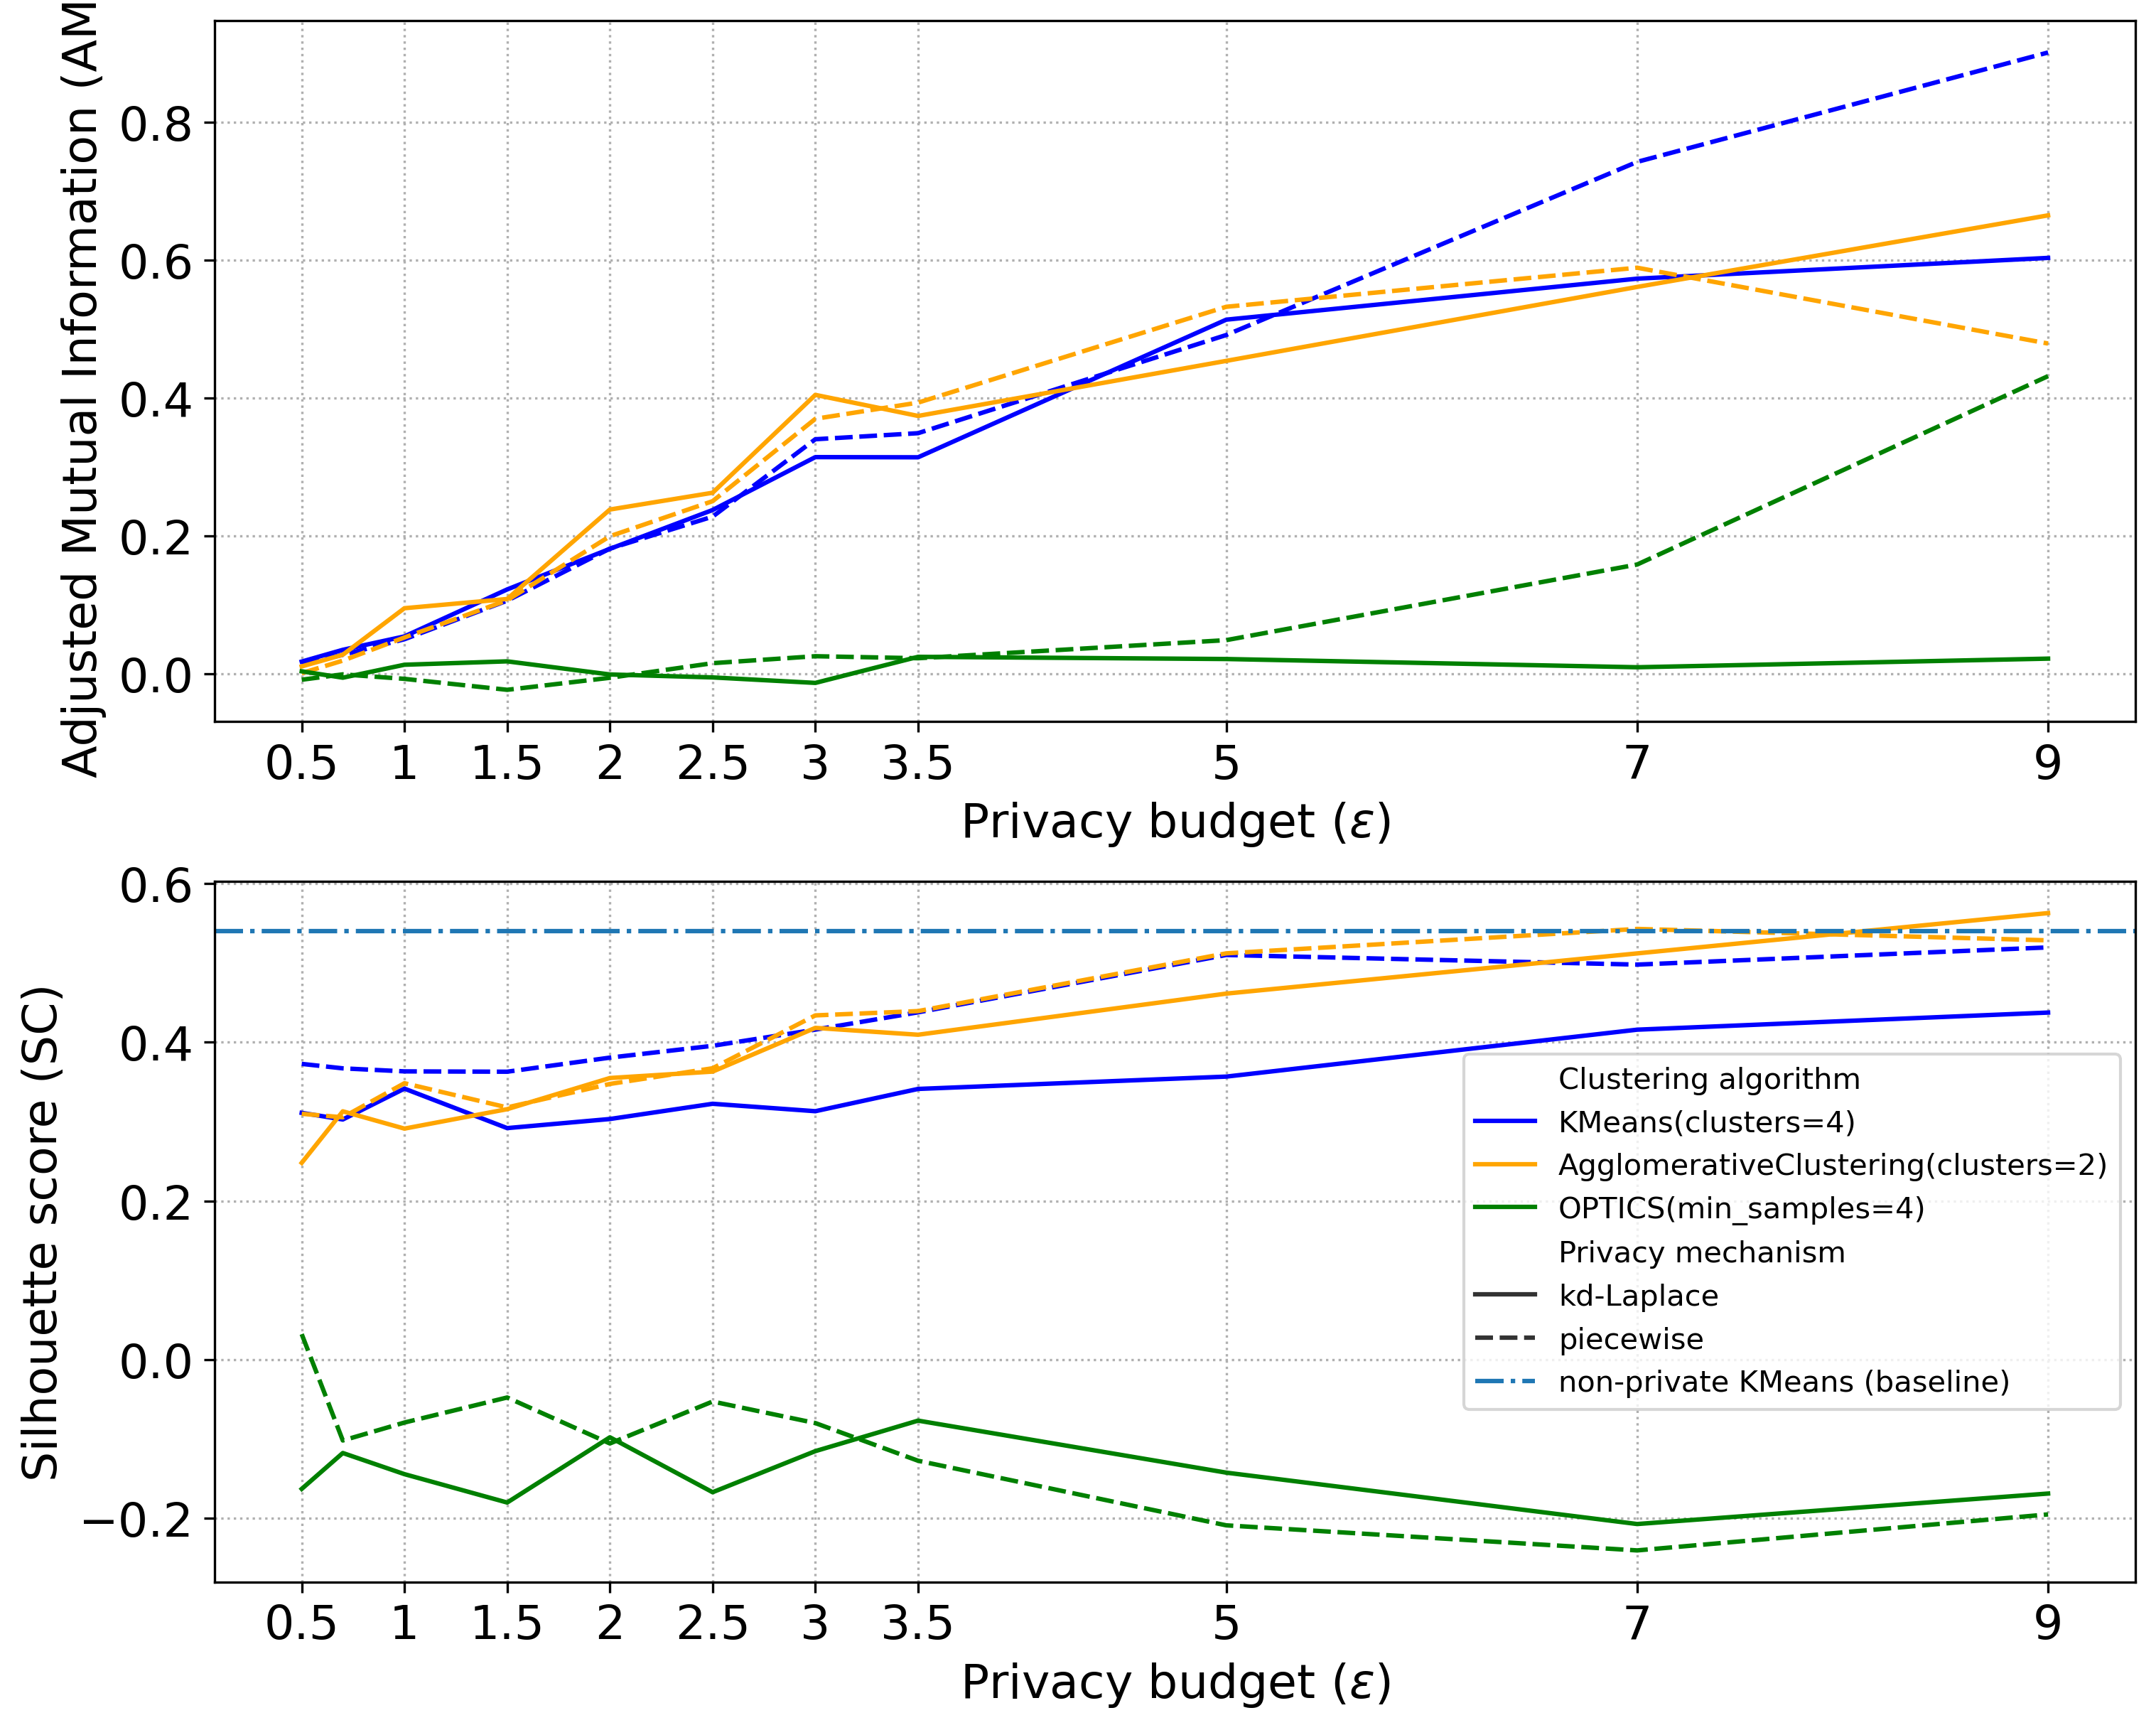 Adjusted Mutual Information (AM
0.8
0.6
0.4
0.2
0.0
0.5 1 1.5 2 2.5 3 3.5 5 7 9
Privacy budget (ε)
Silhouette score (SC)
0.6
0.4
0.2
0.0
−0.2
Clustering algorithm
KMeans(clusters=4)
AgglomerativeClustering(clusters=2)
OPTICS(min_samples=4)
Privacy mechanism
kd-Laplace
piecewise
non-private KMeans (baseline)
0.5 1 1.5 2 2.5 3 3.5 5 7 9
Privacy budget (ε)